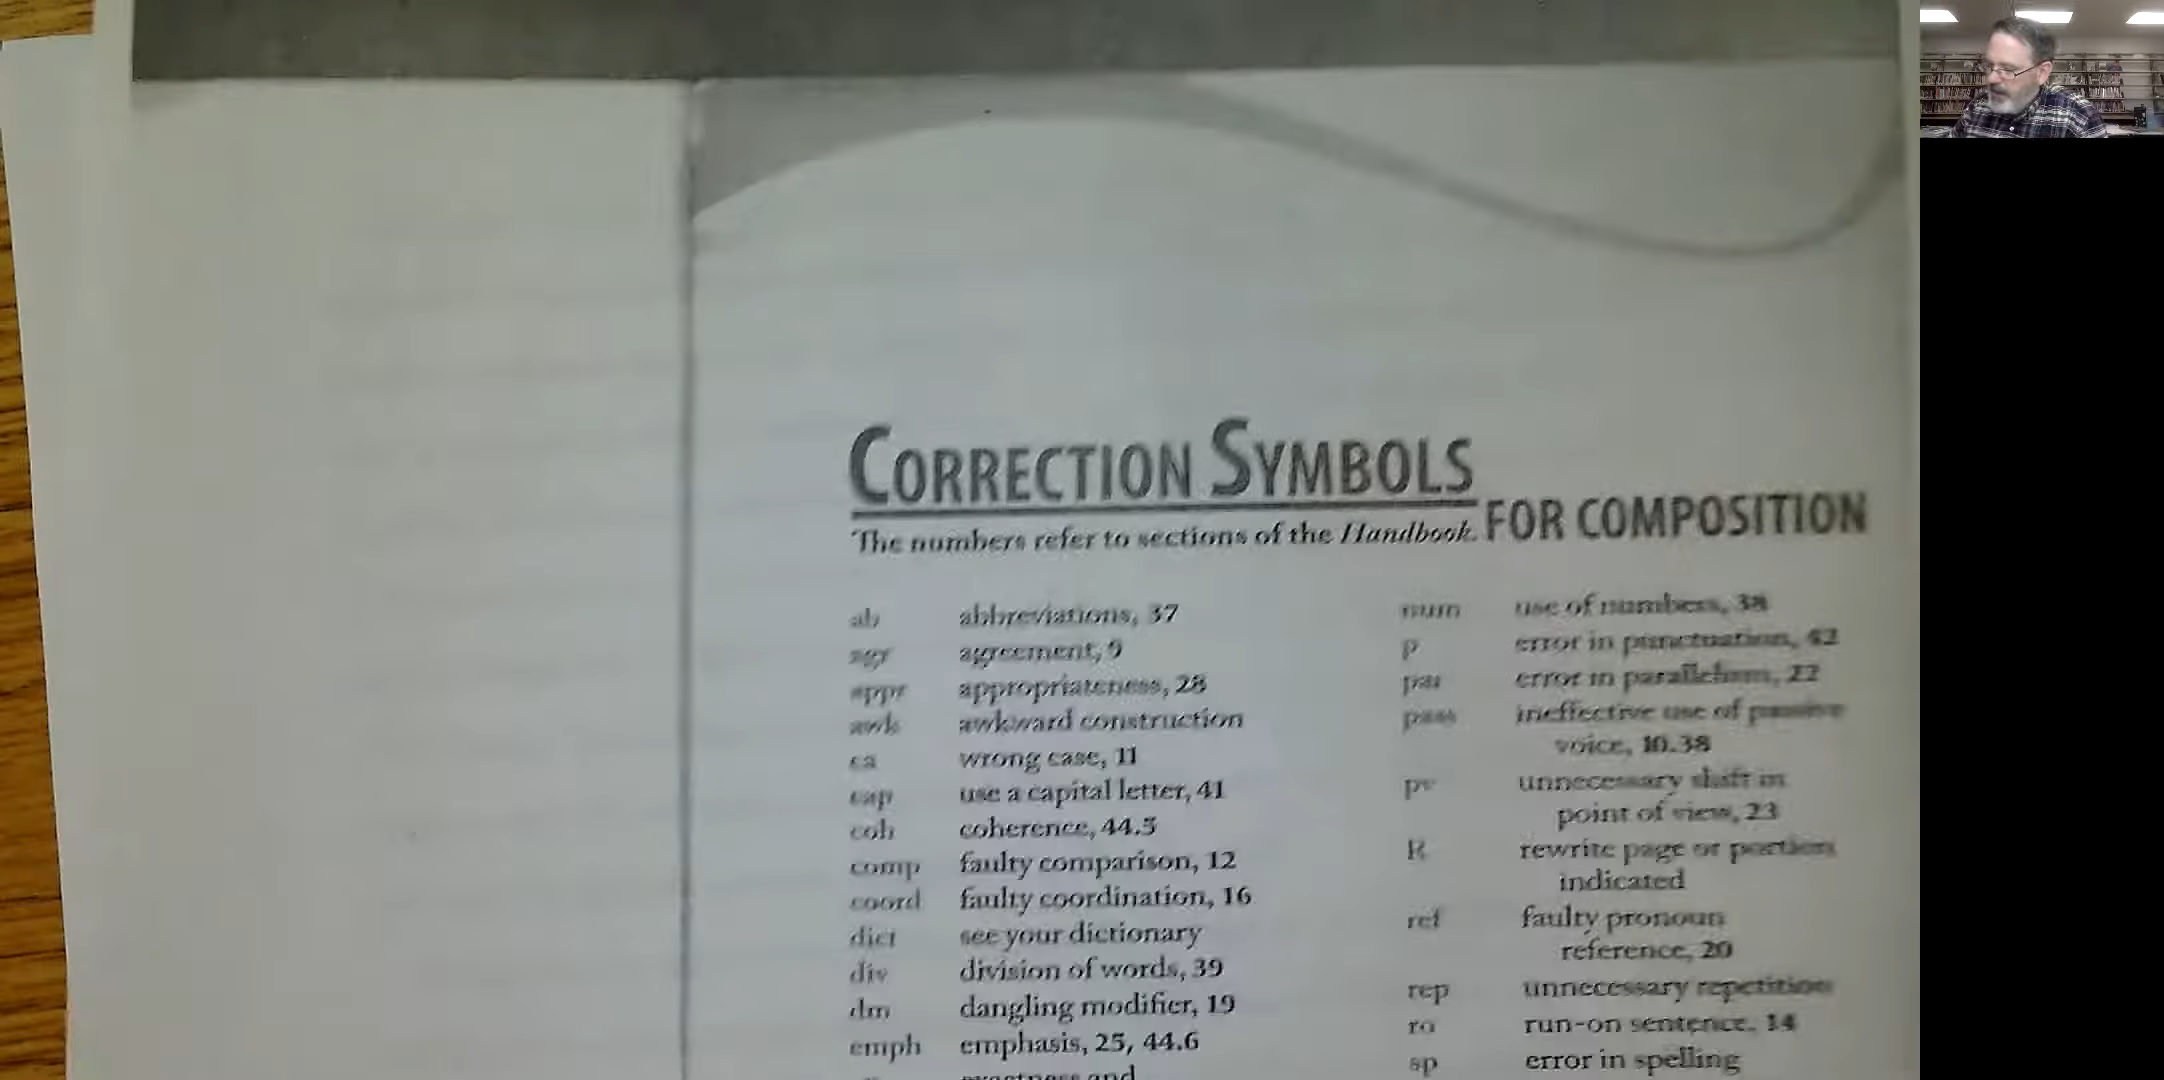 CORRECTION SYMBOLS
FOR COMPOSITION
The numbers refer to sections of the Handbook.
ab abbreviations, 37
agr agreement, 9
appr appropriateness, 28
awk awkward construction
ca wrong case, 11
cap use a capital letter, 41
coh coherence, 44.5
comp faulty comparison, 12
coord faulty coordination, 16
dict see your dictionary
div division of words, 39
dm dangling modifier, 19
emph emphasis, 25, 44.6
exactness and
num use of numbers, 38
p error in punctuation, 42
par error in parallelism, 22
pass ineffective use of passive
voice, 10.38
pv unnecessary shift in
point of view, 23
R rewrite page or portion
indicated
ref faulty pronoun
reference, 20
rep unnecessary repetition
ro run-on sentence, 14
sp error in spelling